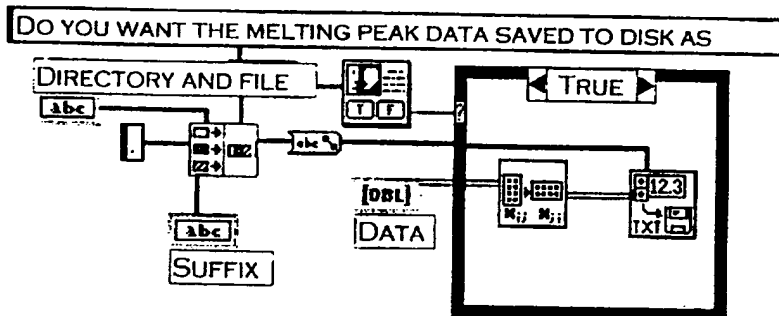 DO YOU WANT THE MELTING PEAK DATA SAVED TO DISK AS
DIRECTORY AND FILE
abc
T F
?
TRUE
.
abc
[DBL]
DATA
12.3
TXT
abc
SUFFIX